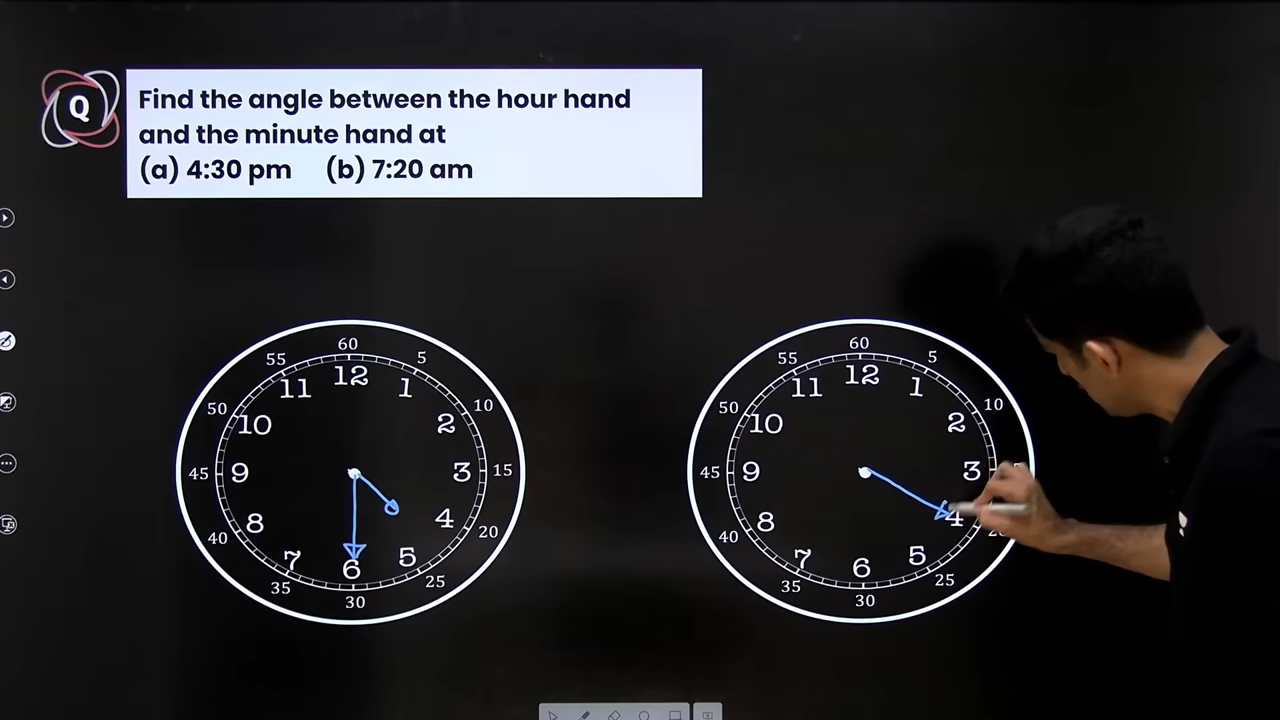 Q
Find the angle between the hour hand
and the minute hand at
(a) 4:30 pm (b) 7:20 am
60
55 5
11 12 1
50 10
10 2
45 9 3 15
8 4
40 20
7 6 5
35 25
30
60
55 5
11 12 1
50 10
10 2
45 9 3
8 4
40
7 6 5
35 25
30